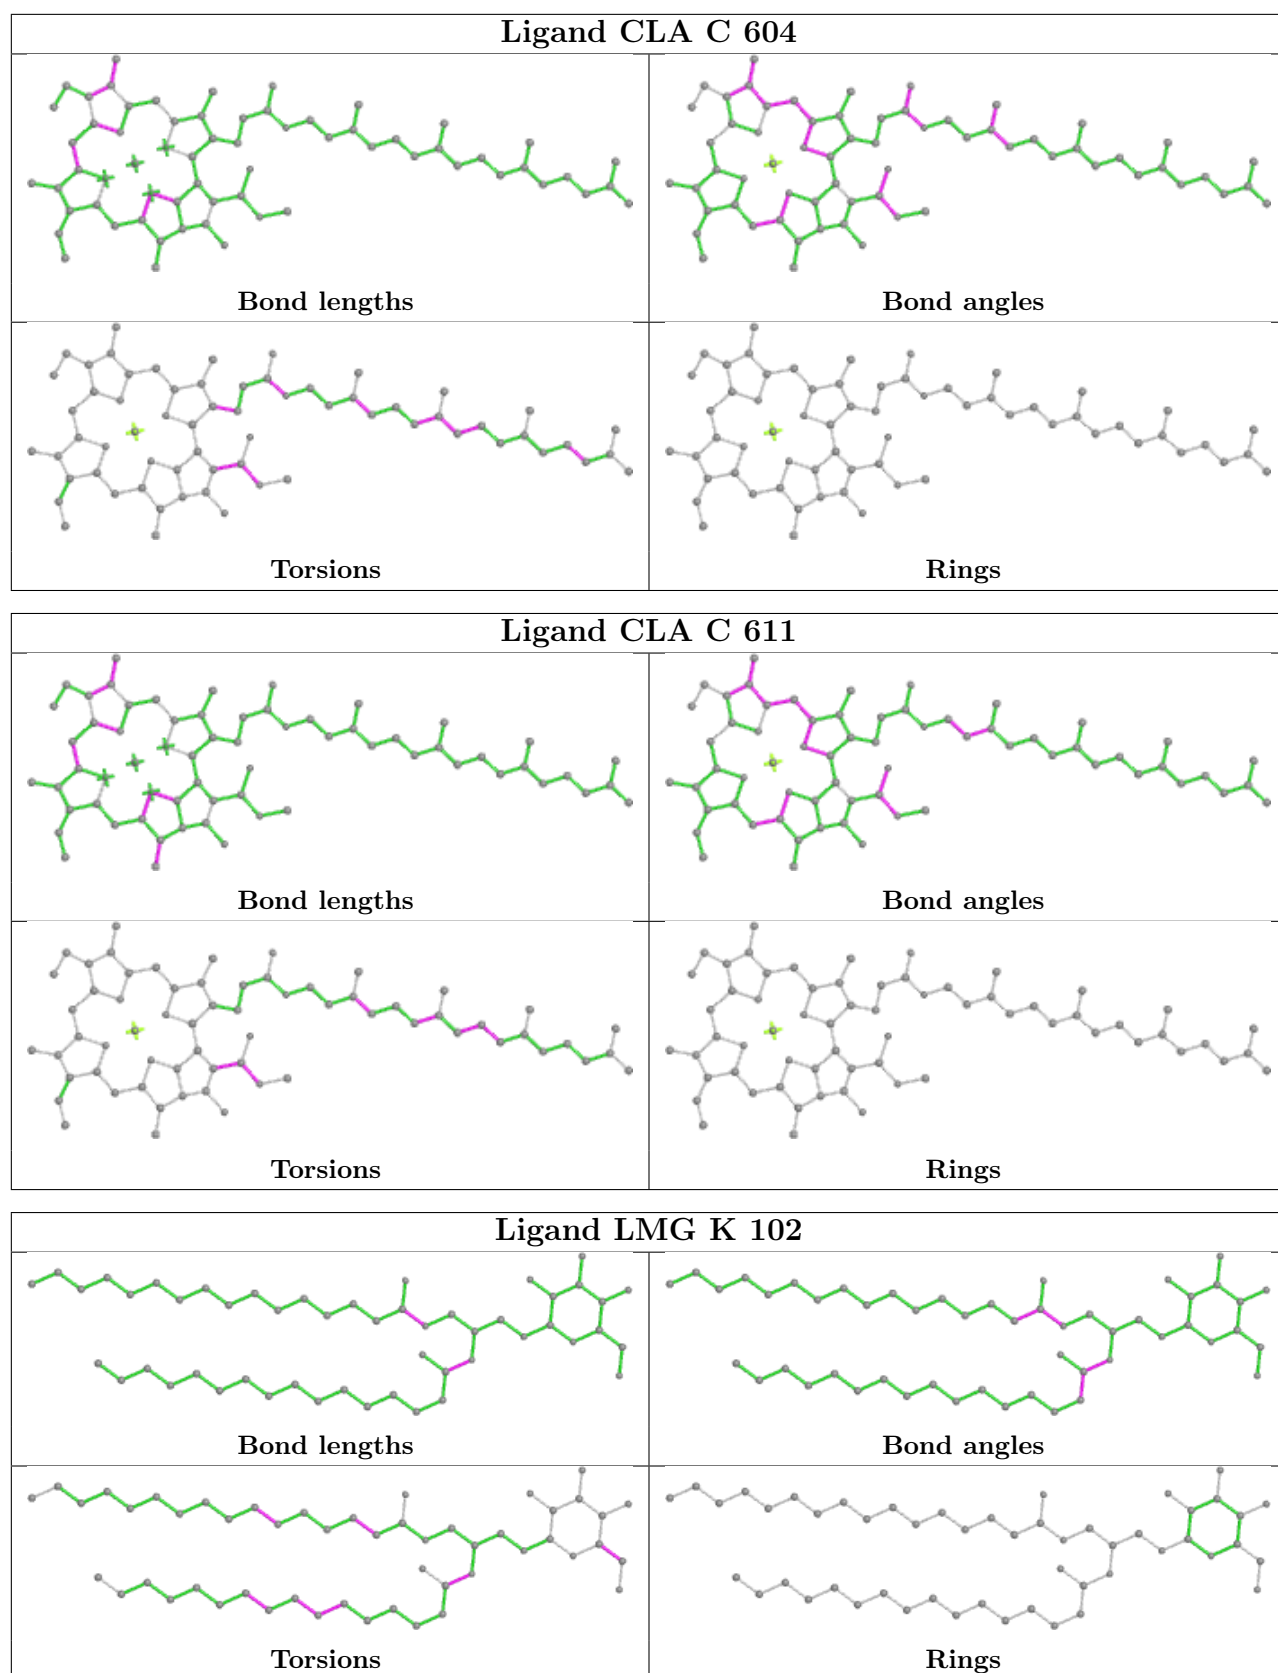 Ligand CLA C 604
Bond lengths
Bond angles
Torsions
Rings
Ligand CLA C 611
Bond lengths
Bond angles
Torsions
Rings
Ligand LMG K 102
Bond lengths
Bond angles
Torsions
Rings